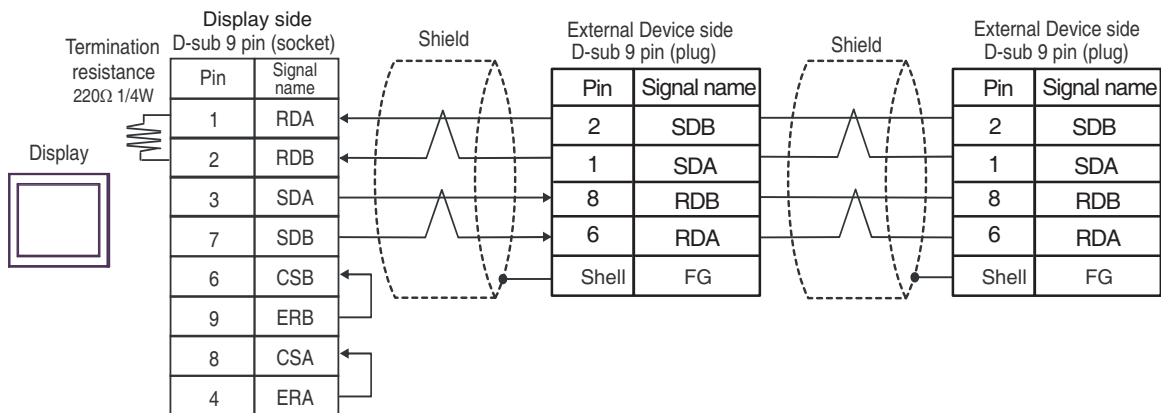 Display side
D-sub 9 pin (socket)
Termination
resistance
220Ω 1/4W
Display
Pin Signal name
1 RDA
2 RDB
3 SDA
7 SDB
6 CSB
9 ERB
8 CSA
4 ERA
Shield
External Device side
D-sub 9 pin (plug)
Pin Signal name
2 SDB
1 SDA
8 RDB
6 RDA
Shell FG
Shield
External Device side
D-sub 9 pin (plug)
Pin Signal name
2 SDB
1 SDA
8 RDB
6 RDA
Shell FG